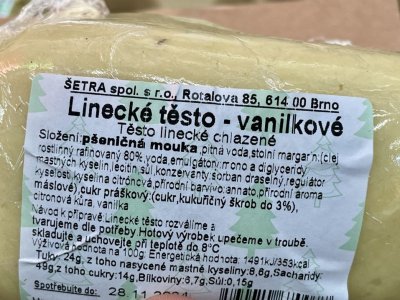 ŠETRA spol. s r.o., Rotalova 85, 614 00 Brno
Linecké těsto - vanilkové
Těsto linecké chlazené
Složení:pšeničná mouka,pitná voda,stolní margarín,(olej
rostlinný rafinovaný 80%,voda,emulgátory:mono a diglyceridy
mastných kyselin,lecitin,sůl,konzervanty,sorban draselný,regulátor
kyselosti,kyselina citrónová,přírodní barvivo:annato,přírodní aroma
máslové),cukr práškový:(cukr,kukuřičný škrob do 3%),
citronová kůra, vanilka
Návod k přípravě Linecké těsto rozválíme a
tvarujeme dle potřeby Hotový výrobek upečeme v troubě.
skladujte a uchovejte při teplotě do 8°C
Výživová hodnota na 100g: Energetická hodnota: 1491kJ/353kcal
Tuky: 24g, z toho nasycené mastné kyseliny:6,6g,Sacharidy:
49g,z toho cukry:14g,Bílkoviny:6,7g,Sůl:0,15g
Spotřebujte do: 28.11.2024